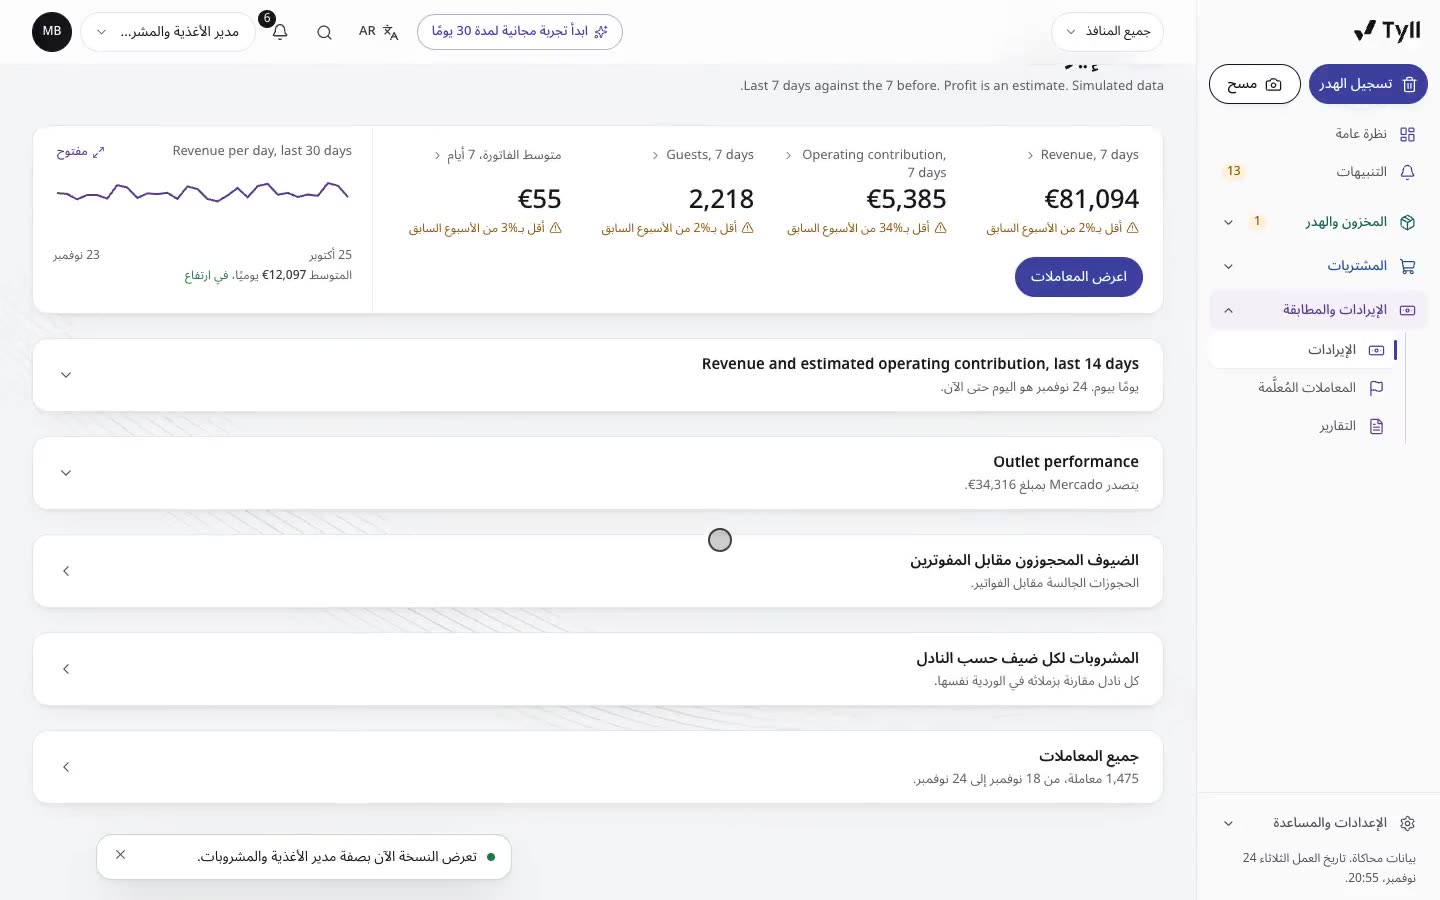 Tyll
تسجيل الهدر
مسح
نظرة عامة
التنبيهات
13
المخزون والهدر
1
المشتريات
الإيرادات والمطابقة
الإيرادات
المعاملات المُعلَّمة
التقارير
الإعدادات والمساعدة
بيانات محاكاة. تاريخ العمل الثلاثاء 24
نوفمبر، 20:55.
جميع المنافذ
ابدأ تجربة مجانية لمدة 30 يومًا
AR
6
مدير الأغذية والمشر...
MB
Last 7 days against the 7 before. Profit is an estimate. Simulated data.
Revenue, 7 days
€81,094
أقل بـ2% من الأسبوع السابق
Operating contribution,
7 days
€5,385
أقل بـ34% من الأسبوع السابق
Guests, 7 days
2,218
أقل بـ2% من الأسبوع السابق
متوسط الفاتورة، 7 أيام
€55
أقل بـ3% من الأسبوع السابق
اعرض المعاملات
Revenue per day, last 30 days
مفتوح
25 أكتوبر
23 نوفمبر
المتوسط €12,097 يوميًا، في ارتفاع
Revenue and estimated operating contribution, last 14 days
يومًا بيوم. 24 نوفمبر هو اليوم حتى الآن.
Outlet performance
يتصدر Mercado بمبلغ €34,316.
الضيوف المحجوزون مقابل المفوترين
الحجوزات الجالسة مقابل الفواتير.
المشروبات لكل ضيف حسب النادل
كل نادل مقارنة بزملائه في الوردية نفسها.
جميع المعاملات
1,475 معاملة، من 18 نوفمبر إلى 24 نوفمبر.
تعرض النسخة الآن بصفة مدير الأغذية والمشروبات.